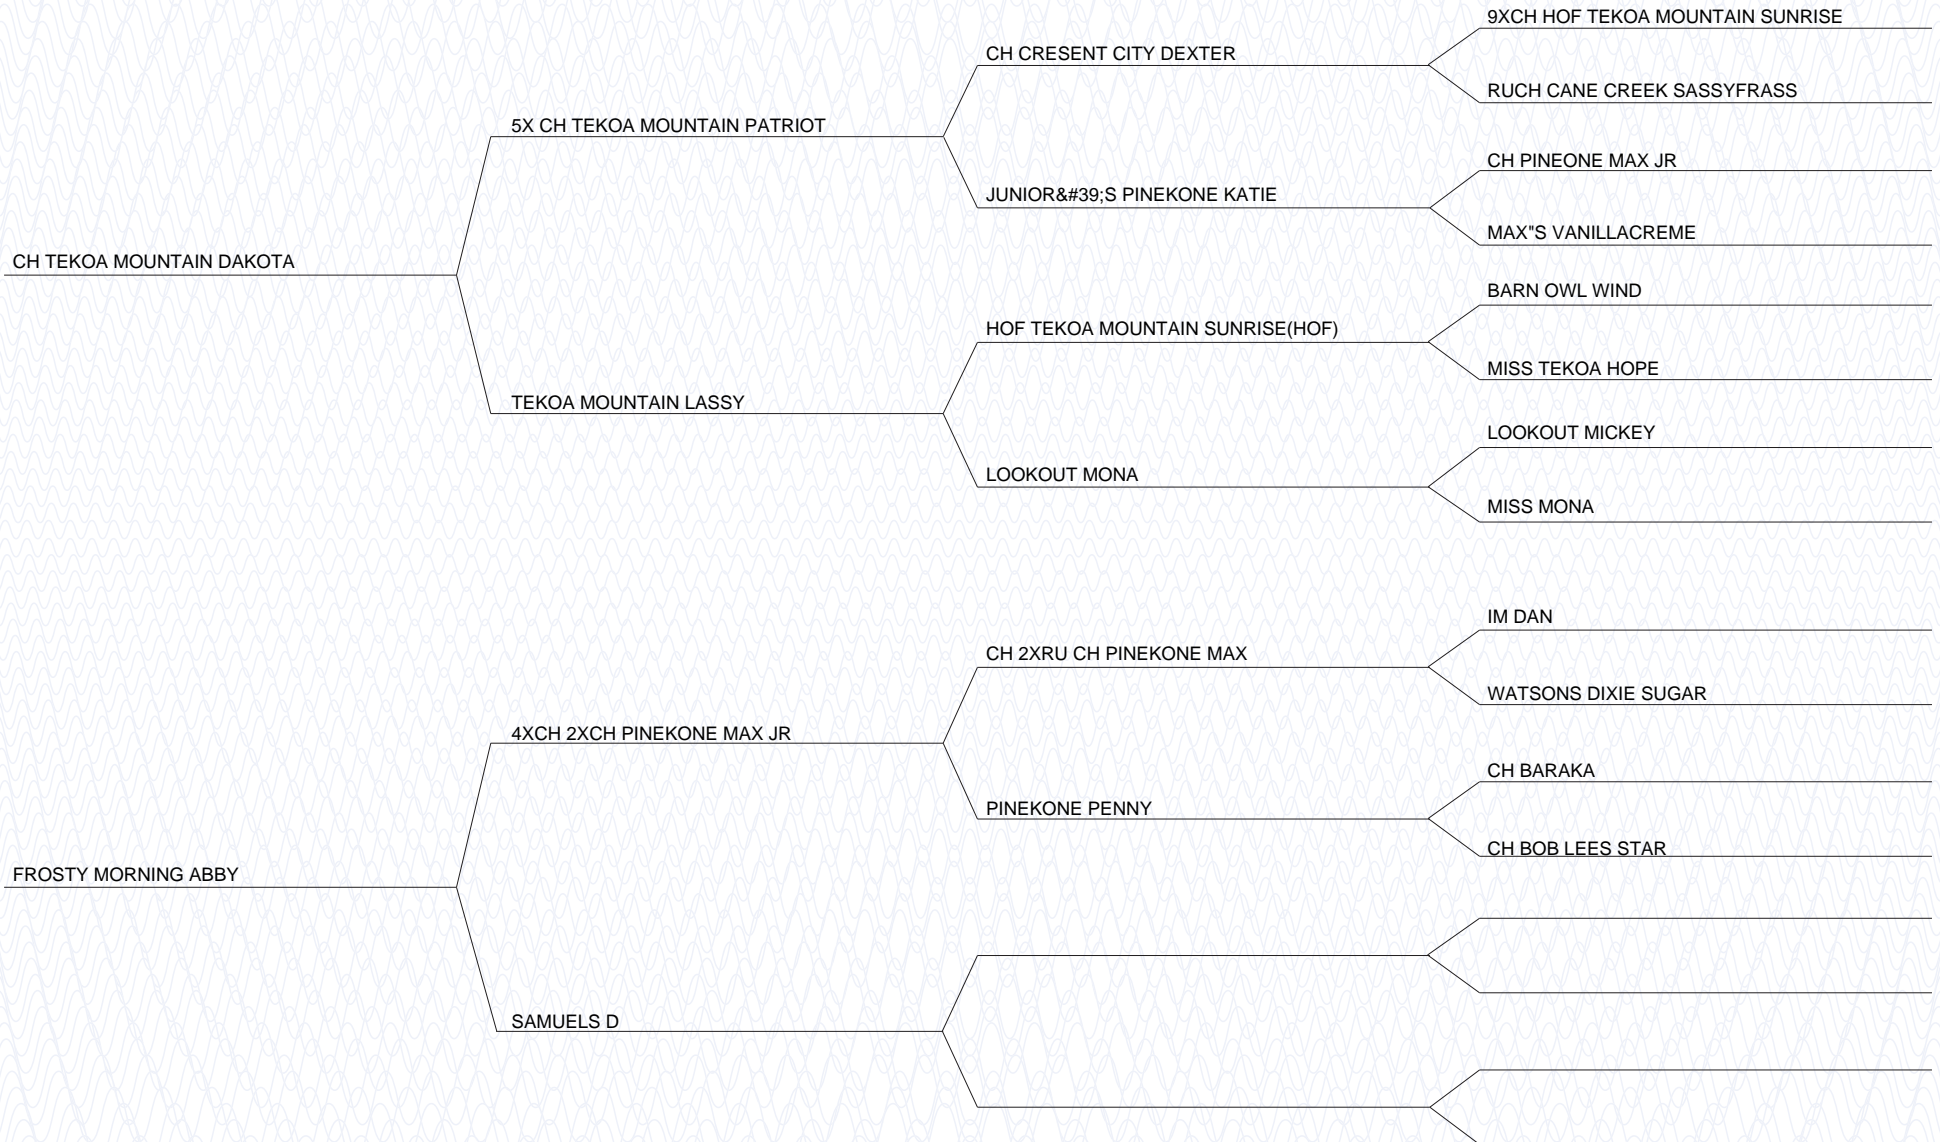 9XCH HOF TEKOA MOUNTAIN SUNRISE
CH CRESENT CITY DEXTER
RUCH CANE CREEK SASSYFRASS
5X CH TEKOA MOUNTAIN PATRIOT
CH PINEONE MAX JR
JUNIOR&#39;S PINEKONE KATIE
MAX"S VANILLACREME
CH TEKOA MOUNTAIN DAKOTA
BARN OWL WIND
HOF TEKOA MOUNTAIN SUNRISE(HOF)
MISS TEKOA HOPE
TEKOA MOUNTAIN LASSY
LOOKOUT MICKEY
LOOKOUT MONA
MISS MONA
IM DAN
CH 2XRU CH PINEKONE MAX
WATSONS DIXIE SUGAR
4XCH 2XCH PINEKONE MAX JR
CH BARAKA
PINEKONE PENNY
CH BOB LEES STAR
FROSTY MORNING ABBY
SAMUELS D